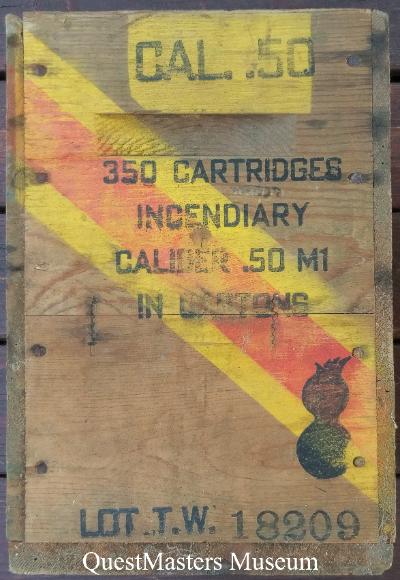 CAL. .50
350 CARTRIDGES
INCENDIARY
CALIBER .50 M1
IN CARTONS
LOT T.W. 18209
QuestMasters Museum